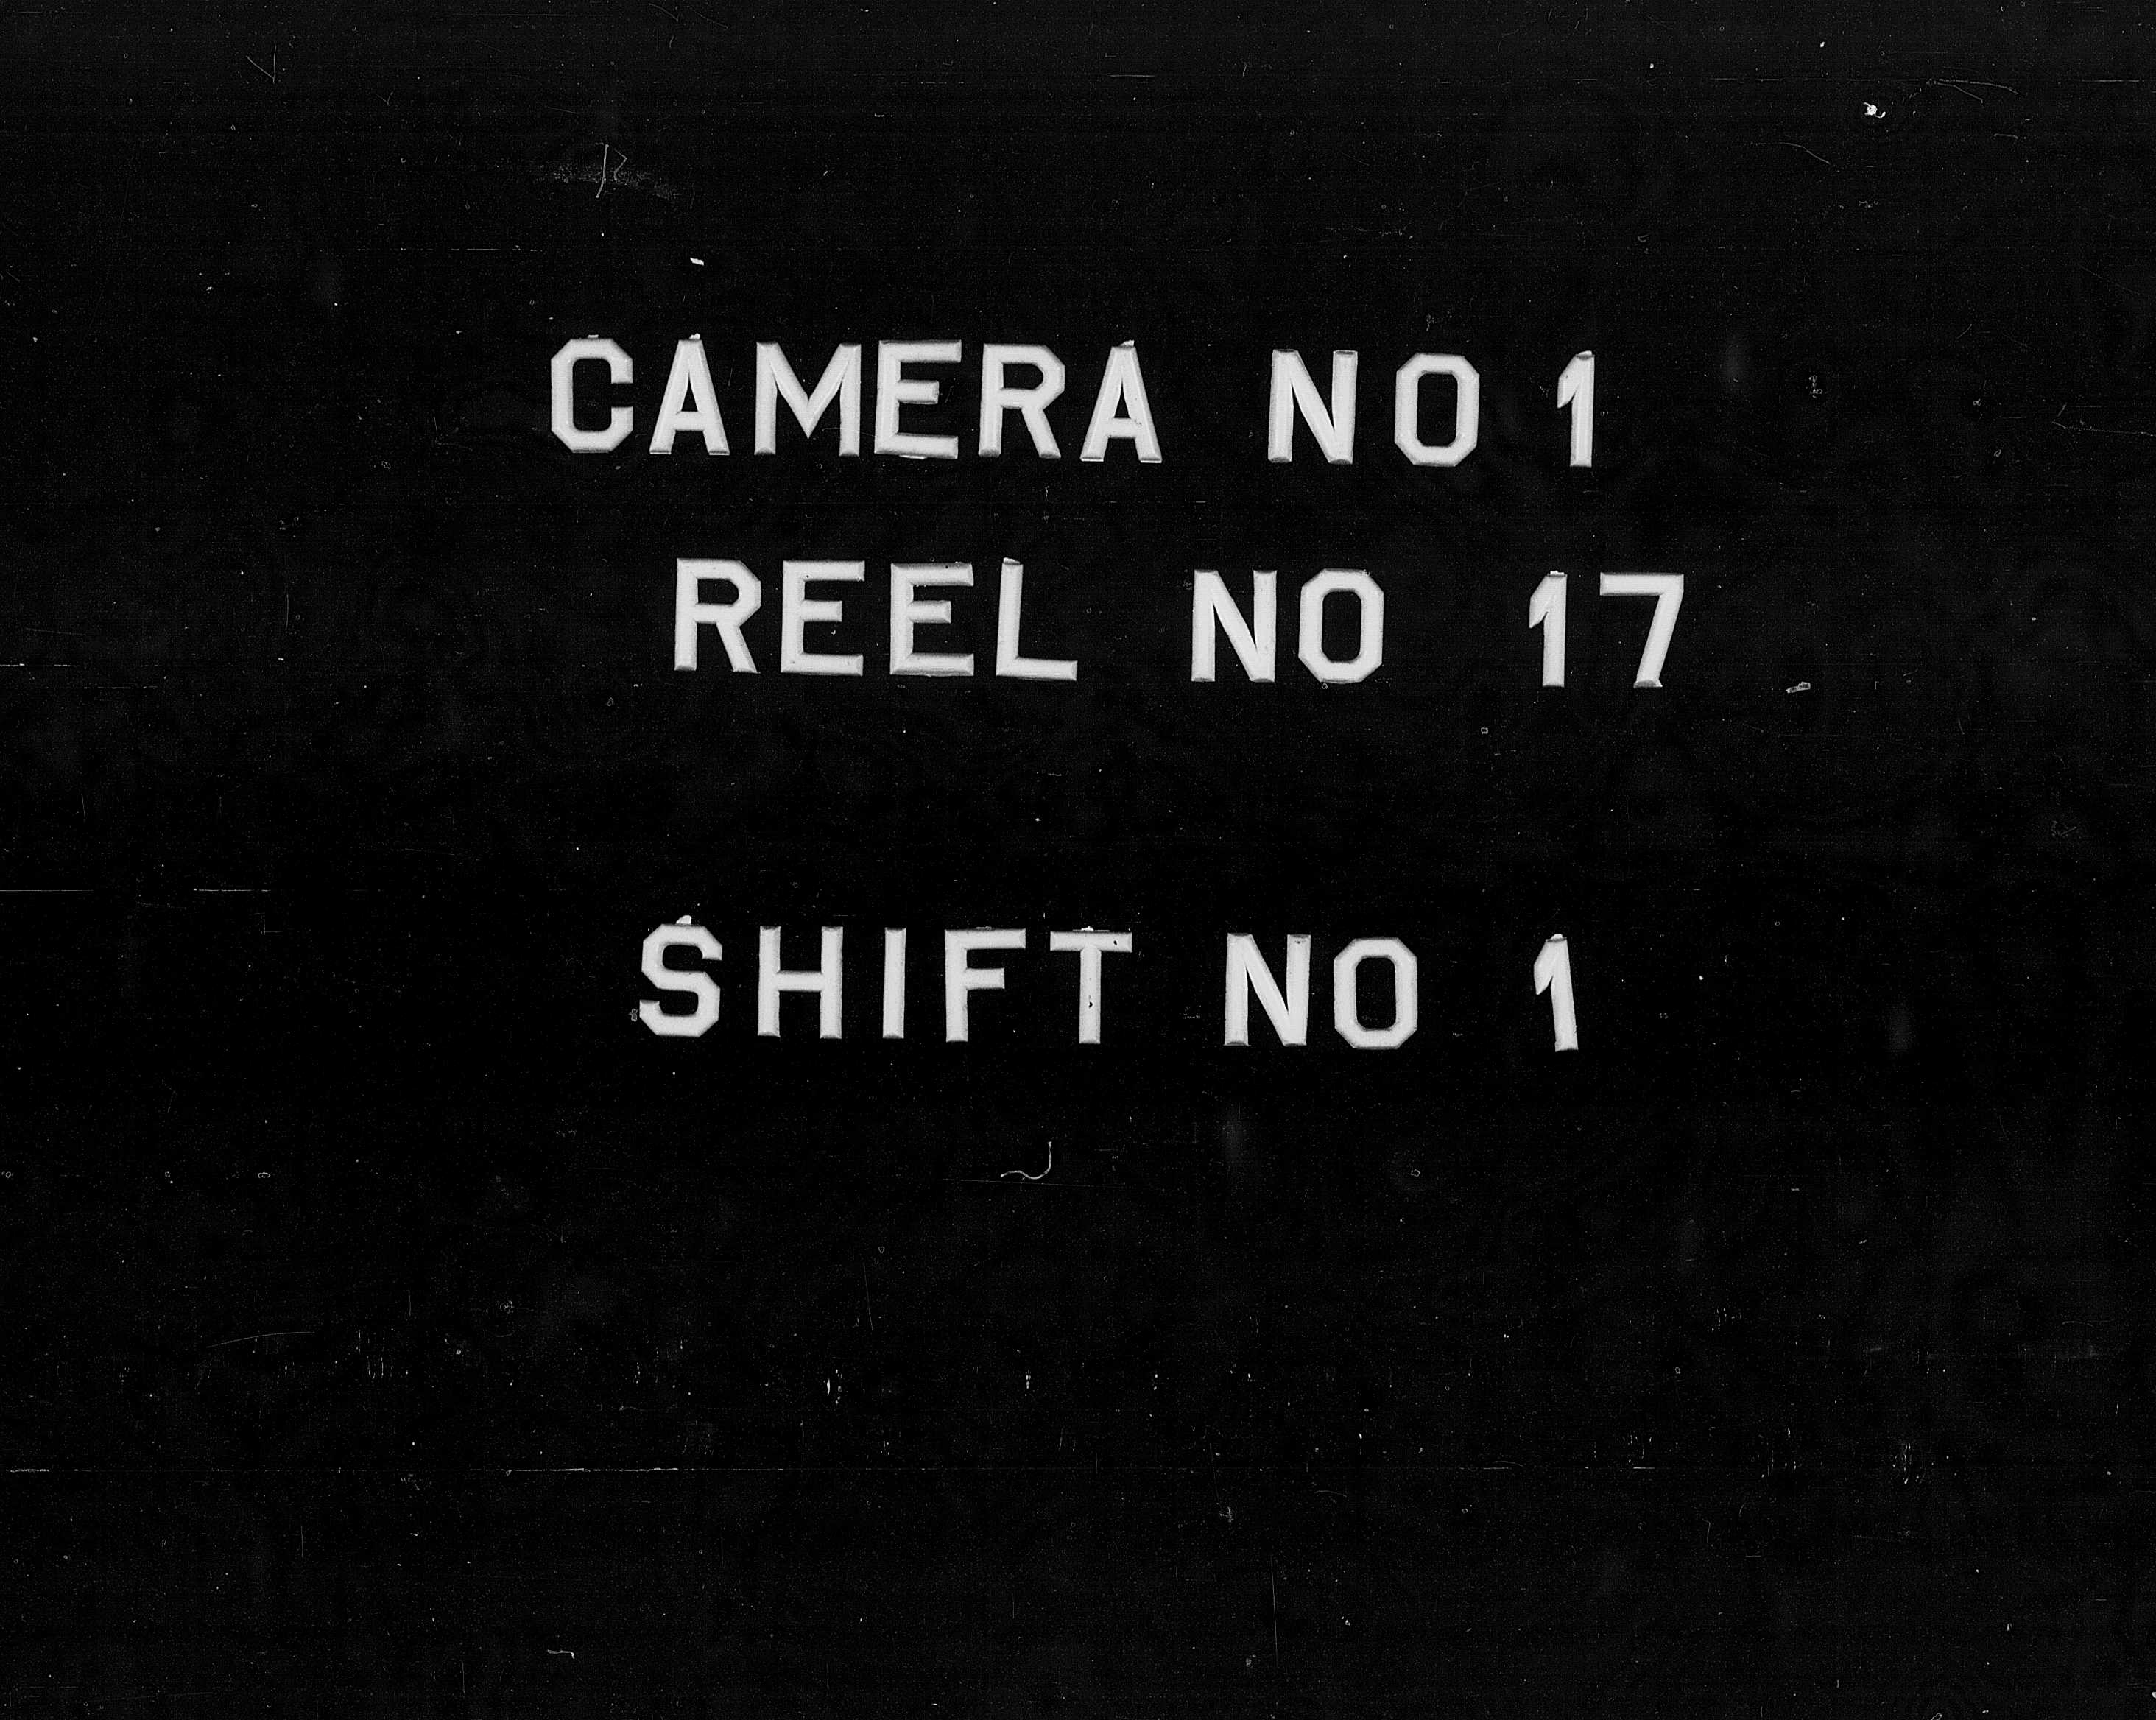 CAMERA NO 1
REEL NO 17
SHIFT NO 1